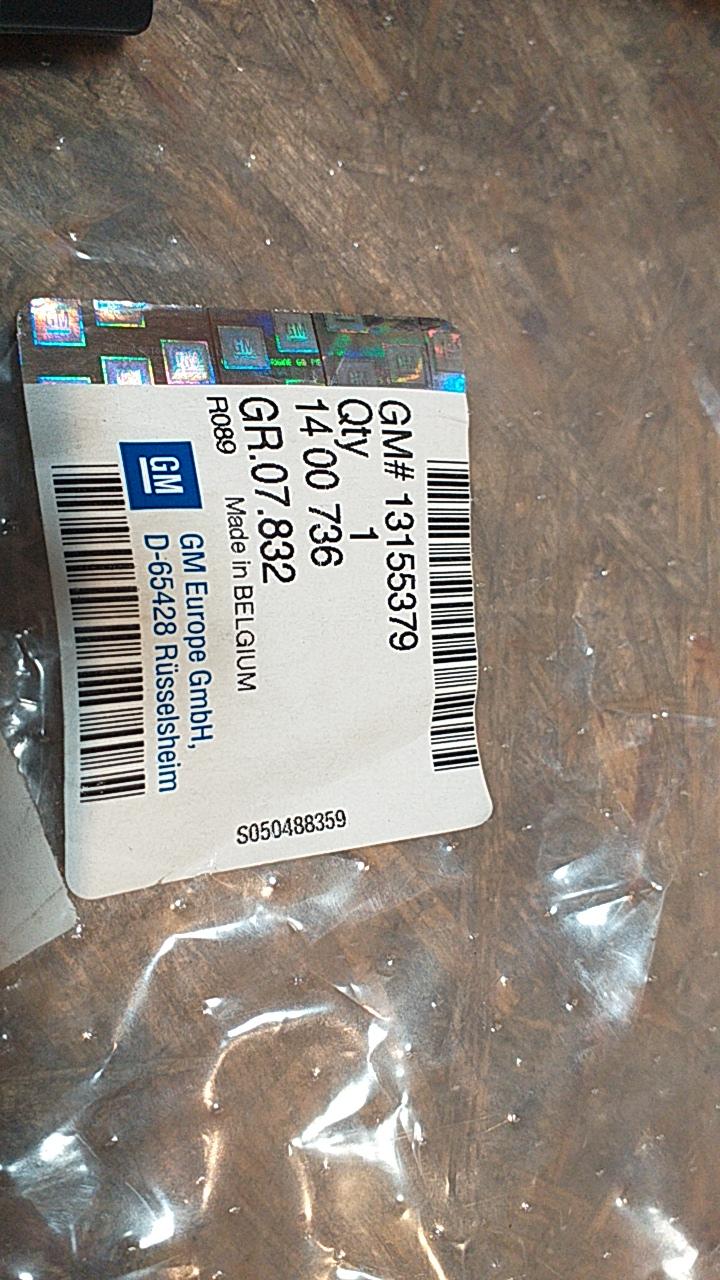 GM# 13155379
Qty 1
14 00 736
GR.07.832
R089 Made in BELGIUM
GM
GM Europe GmbH,
D-65428 Rüsselsheim
S050488359